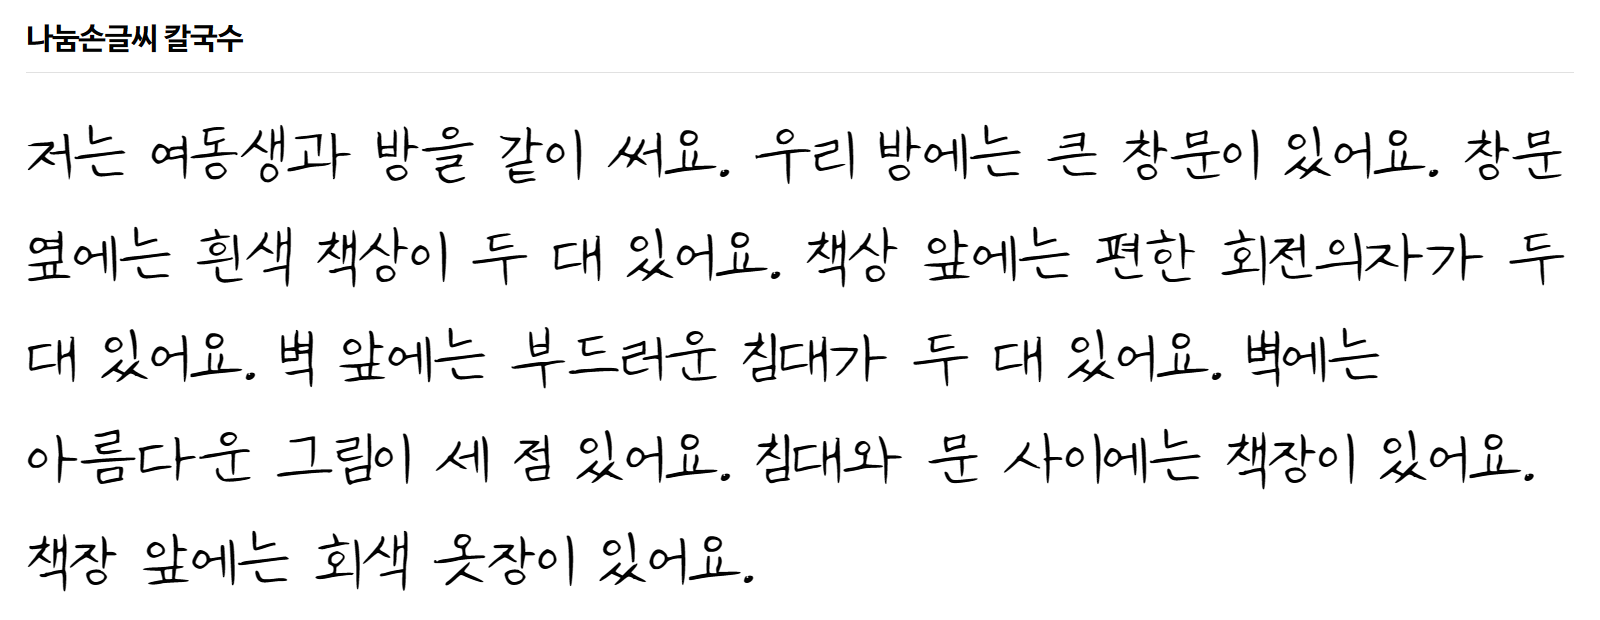 나눔손글씨 칼국수
저는 여동생과 방을 같이 써요. 우리 방에는 큰 창문이 있어요. 창문
옆에는 흰색 책상이 두 대 있어요. 책상 앞에는 편한 회전의자가 두
대 있어요. 벽 앞에는 부드러운 침대가 두 대 있어요. 벽에는
아름다운 그림이 세 점 있어요. 침대와 문 사이에는 책장이 있어요.
책장 앞에는 회색 옷장이 있어요.